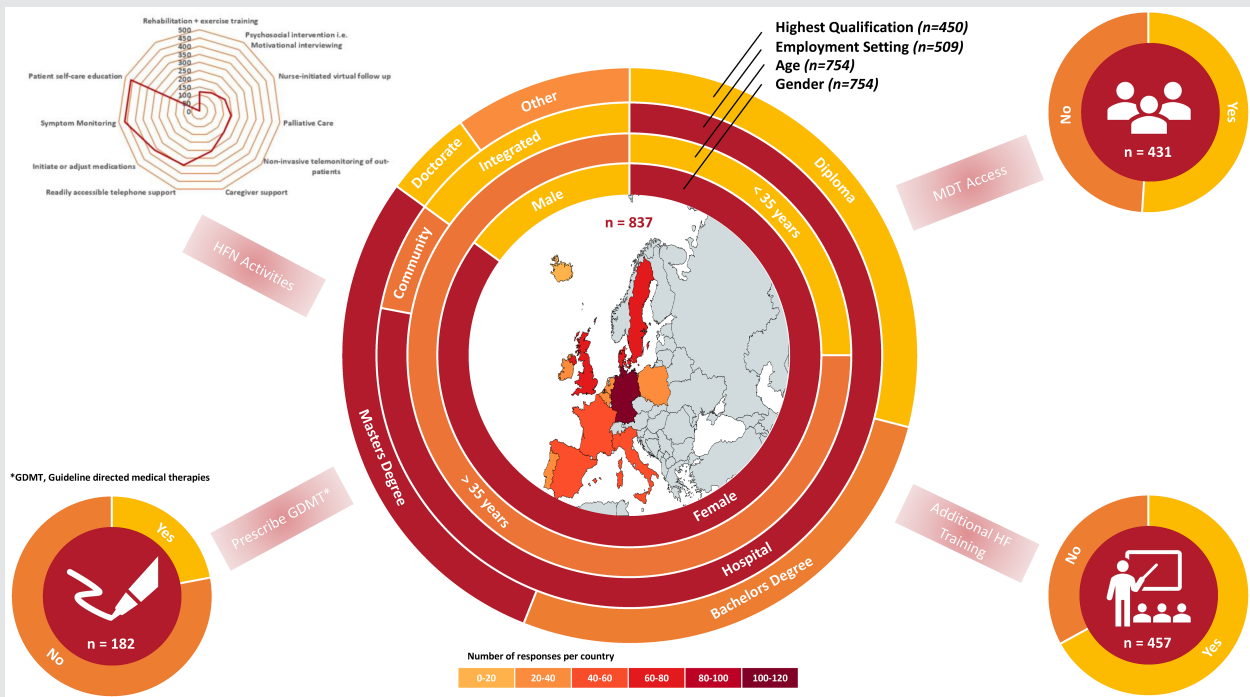 Rehabilitation + exercise training
500
450
400
350
300
250
200
150
100
50
0
Psychosocial intervention i.e.
Motivational interviewing
Nurse-initiated virtual follow up
Palliative Care
Non-invasive telemonitoring of out-
patients
Caregiver support
Readily accessible telephone support
Initiate or adjust medications
Symptom Monitoring
Patient self-care education
HFN Activities
Highest Qualification (n=450)
Employment Setting (n=509)
Age (n=754)
Gender (n=754)
Other
Doctorate
Integrated
Community
Male
Diploma
< 35 years
n = 837
Masters Degree
> 35 years
Female
Hospital
Bachelors Degree
No
Yes
n = 431
MDT Access
*GDMT, Guideline directed medical therapies
Prescribe GDMT*
Yes
No
n = 182
Additional HF
Training
No
Yes
n = 457
Number of responses per country
0-20
20-40
40-60
60-80
80-100
100-120